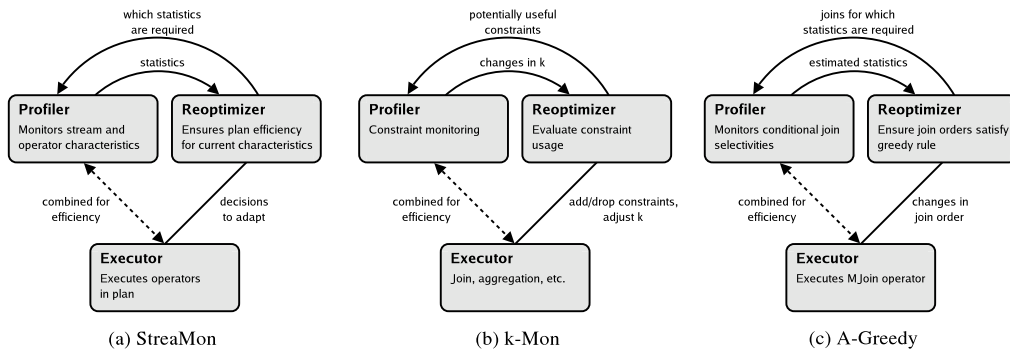 which statistics
are required
statistics
Profiler
Monitors stream and
operator characteristics
Reoptimizer
Ensures plan efficiency
for current characteristics
combined for
efficiency
decisions
to adapt
Executor
Executes operators
in plan
(a) StreaMon
potentially useful
constraints
changes in k
Profiler
Constraint monitoring
Reoptimizer
Evaluate constraint
usage
combined for
efficiency
add/drop constraints,
adjust k
Executor
Join, aggregation, etc.
(b) k-Mon
joins for which
statistics are required
estimated statistics
Profiler
Monitors conditional join
selectivities
Reoptimizer
Ensure join orders satisfy
greedy rule
combined for
efficiency
changes in
join order
Executor
Executes MJoin operator
(c) A-Greedy